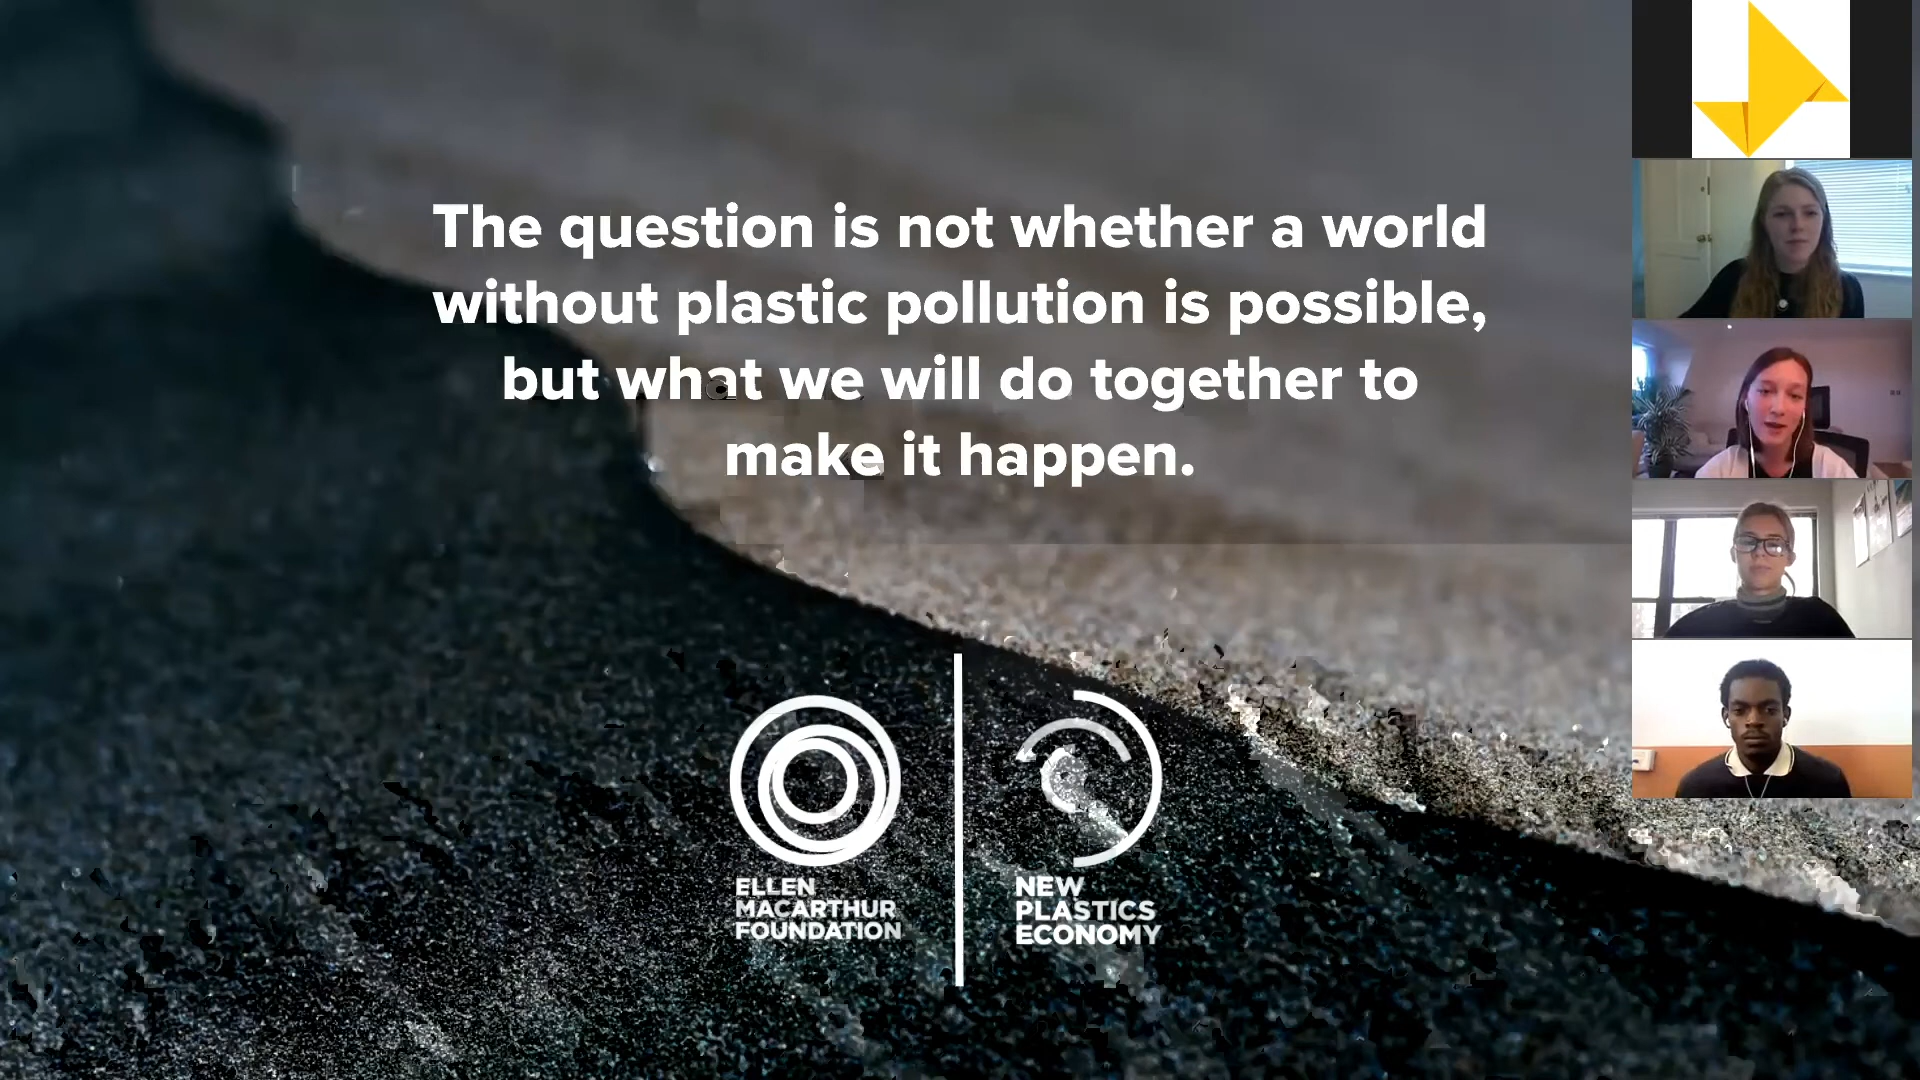 The question is not whether a world
without plastic pollution is possible,
but what we will do together to
make it happen.
ELLEN
MACARTHUR
FOUNDATION
NEW
PLASTICS
ECONOMY